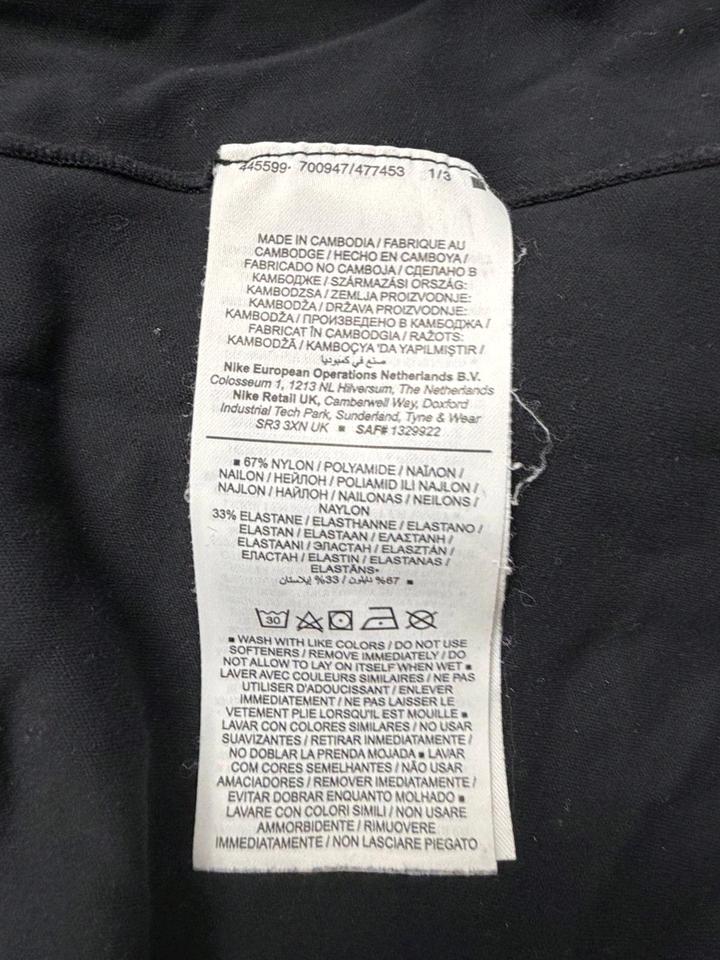 445599- 700947/477453 1/3
MADE IN CAMBODIA / FABRIQUE AU
CAMBODGE / HECHO EN CAMBOYA /
FABRICADO NO CAMBOJA / СДЕЛАНО В
КАМБОДЖЕ / SZÁRMAZÁSI ORSZÁG:
KAMBODZSA / ZEMLJA PROIZVODNJE:
KAMBODŽA / DRŽAVA PROIZVODNJE:
KAMBODŽA / ПРОИЗВЕДЕНО В КАМБОДЖА /
FABRICAT ÎN CAMBODGIA / RAŽOTS:
KAMBODŽĀ / KAMBOÇYA 'DA YAPILMIŞTIR /
صنع في كمبوديا
Nike European Operations Netherlands B.V.
Colosseum 1, 1213 NL Hilversum, The Netherlands
Nike Retail UK, Camberwell Way, Doxford
Industrial Tech Park, Sunderland, Tyne & Wear
SR3 3XN UK ■ SAF# 1329922
■ 67% NYLON / POLYAMIDE / NAÏLON /
NAILON / НЕЙЛОН / POLIAMID ILI NAJLON /
NAJLON / НАЙЛОН / NAILONAS / NEILONS /
NAYLON
33% ELASTANE / ELASTHANNE / ELASTANO /
ELASTAN / ELASTAAN / ΕΛΑΣΤΑΝΗ /
ELASTAANI / ЭЛАСТАН / ELASZTÁN /
ЕЛАСТАН / ELASTIN / ELASTANAS /
ELASTĀNS•
67% نايلون / 33% إيلاستان ■
30
■ WASH WITH LIKE COLORS / DO NOT USE
SOFTENERS / REMOVE IMMEDIATELY / DO
NOT ALLOW TO LAY ON ITSELF WHEN WET ■
LAVER AVEC COULEURS SIMILAIRES / NE PAS
UTILISER D'ADOUCISSANT / ENLEVER
IMMEDIATEMENT / NE PAS LAISSER LE
VETEMENT PLIE LORSQU'IL EST MOUILLE ■
LAVAR CON COLORES SIMILARES / NO USAR
SUAVIZANTES / RETIRAR INMEDIATAMENTE /
NO DOBLAR LA PRENDA MOJADA ■ LAVAR
COM CORES SEMELHANTES / NÃO USAR
AMACIADORES / REMOVER IMEDIATAMENTE /
EVITAR DOBRAR ENQUANTO MOLHADO ■
LAVARE CON COLORI SIMILI / NON USARE
AMMORBIDENTE / RIMUOVERE
IMMEDIATAMENTE / NON LASCIARE PIEGATO